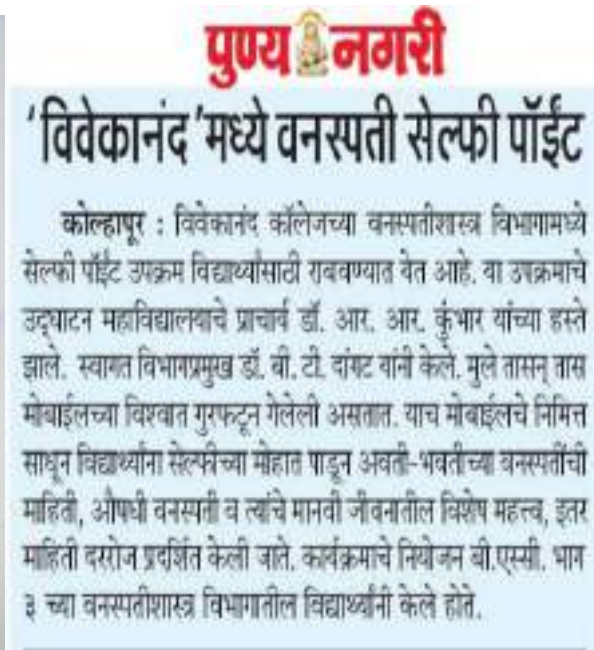 पुण्य नगरी
'विवेकानंद'मध्ये वनस्पती सेल्फी पॉईंट
कोल्हापूर : विवेकानंद कॉलेजच्या वनस्पतीशास्त्र विभागामध्ये
सेल्फी पॉईंट उपक्रम विद्यार्थ्यांसाठी राबवण्यात येत आहे. या उपक्रमाचे
उद्घाटन महाविद्यालयाचे प्राचार्य डॉ. आर. आर. कुंभार यांच्या हस्ते
झाले. स्वागत विभागप्रमुख डॉ. बी. टी. दांगट यांनी केले. मुले तासन् तास
मोबाईलच्या विश्वात गुरफटून गेलेली असतात. याच मोबाईलचे निमित्त
साधून विद्यार्थ्यांना सेल्फीच्या मोहात पाडून अवती-भवतीच्या वनस्पतींची
माहिती, औषधी वनस्पती व त्यांचे मानवी जीवनातील विशेष महत्त्व, इतर
माहिती दररोज प्रदर्शित केली जाते. कार्यक्रमाचे नियोजन बी.एस्सी. भाग
३ च्या वनस्पतीशास्त्र विभागातील विद्यार्थ्यांनी केले होते.